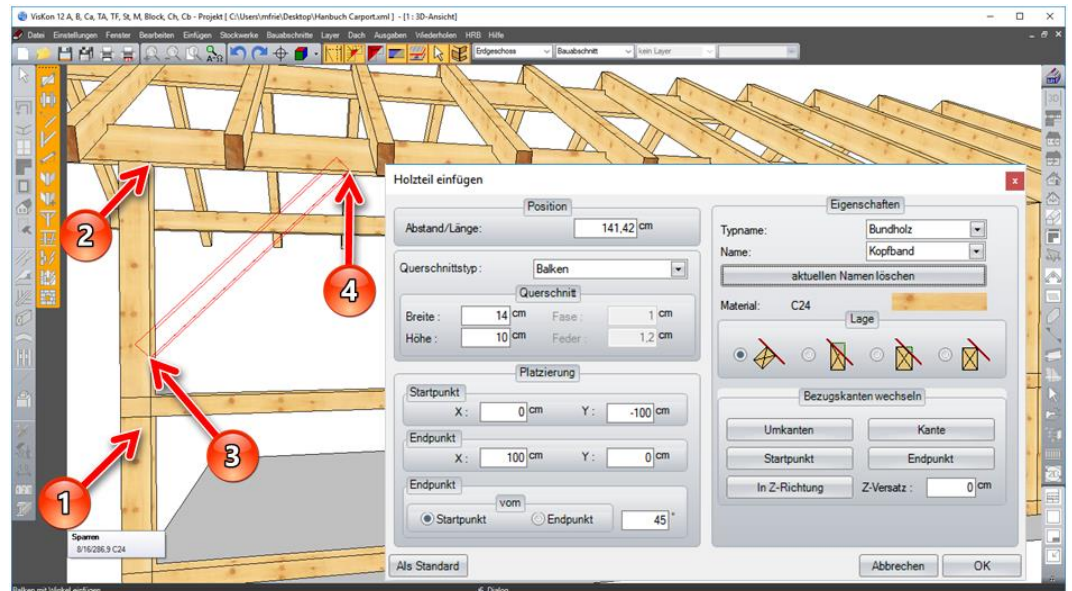 VisKon 12 A, B, Ca, TA, TF, St, M, Block, Ch, Cb - Projekt [ C:\Users\mfrie\Desktop\Hanbuch Carport.xml ] - [1 : 3D-Ansicht]
Datei Einstellungen Fenster Bearbeiten Einfügen Stockwerke Bauabschnitte Layer Dach Ausgaben Wiederholen HRB Hilfe
Erdgeschoss Bauabschnitt kein Layer
3D
Holzteil einfügen
Position
Abstand/Länge: 141,42 cm
Querschnittstyp: Balken
Querschnitt
Breite : 14 cm Fase : 1 cm
Höhe : 10 cm Feder : 1,2 cm
Platzierung
Startpunkt
X : 0 cm Y : -100 cm
Endpunkt
X : 100 cm Y : 0 cm
Endpunkt
vom
Startpunkt Endpunkt 45 °
Als Standard
Eigenschaften
Typname: Bundholz
Name: Kopfband
aktuellen Namen löschen
Material: C24
Lage
Bezugskanten wechseln
Umkanten Kante
Startpunkt Endpunkt
In Z-Richtung Z-Versatz : 0 cm
Abbrechen OK
2
4
3
1
Sparren
8/16/286,9 C24
Balken mit Winkel einfügen